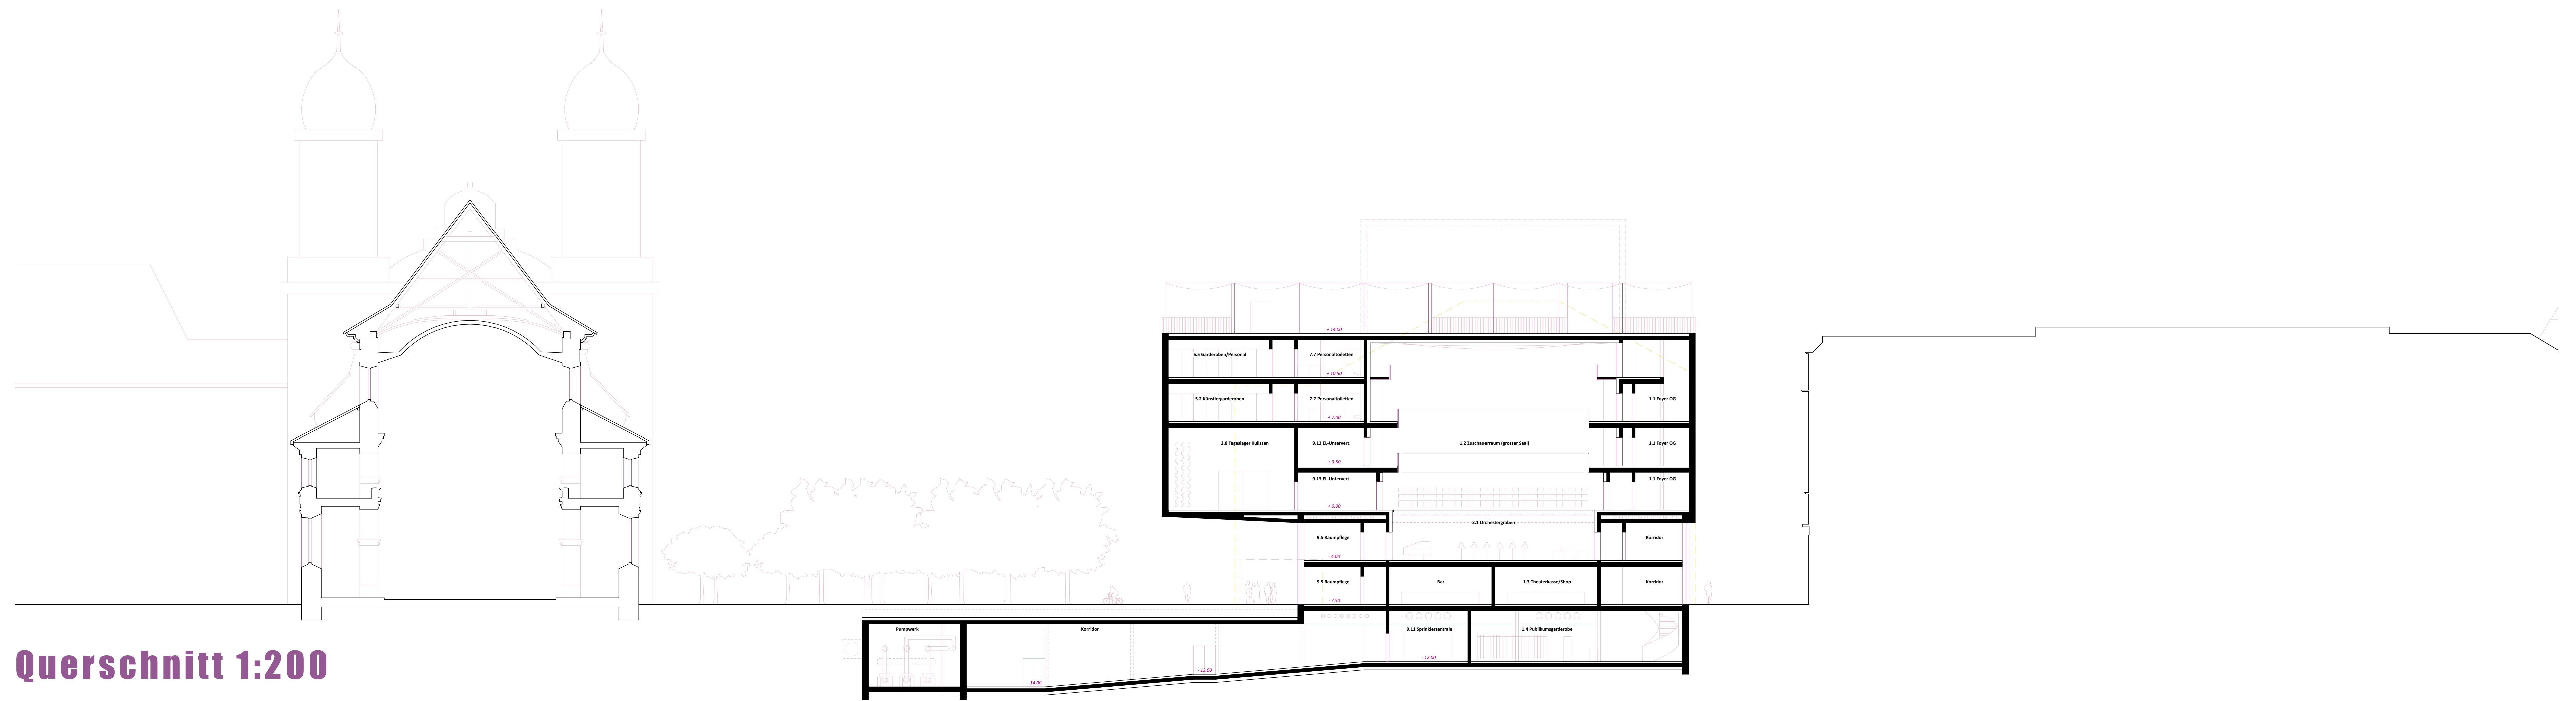 + 14.00
6.5 Garderoben/Personal
7.7 Personaltoiletten
+ 10.50
5.2 Künstlergarderoben
7.7 Personaltoiletten
1.1 Foyer OG
+ 7.00
2.8 Tageslager Kulissen
9.13 EL-Untervert.
1.2 Zuschauerraum (grosser Saal)
1.1 Foyer OG
+ 3.50
9.13 EL-Untervert.
1.1 Foyer OG
+ 0.00
3.1 Orchestergraben
9.5 Raumpflege
Korridor
- 4.00
9.5 Raumpflege
Bar
1.3 Theaterkasse/Shop
Korridor
- 7.50
Pumpwerk
Korridor
9.11 Sprinklerzentrale
1.4 Publikumsgarderobe
- 12.00
- 13.00
- 14.00
Querschnitt 1:200